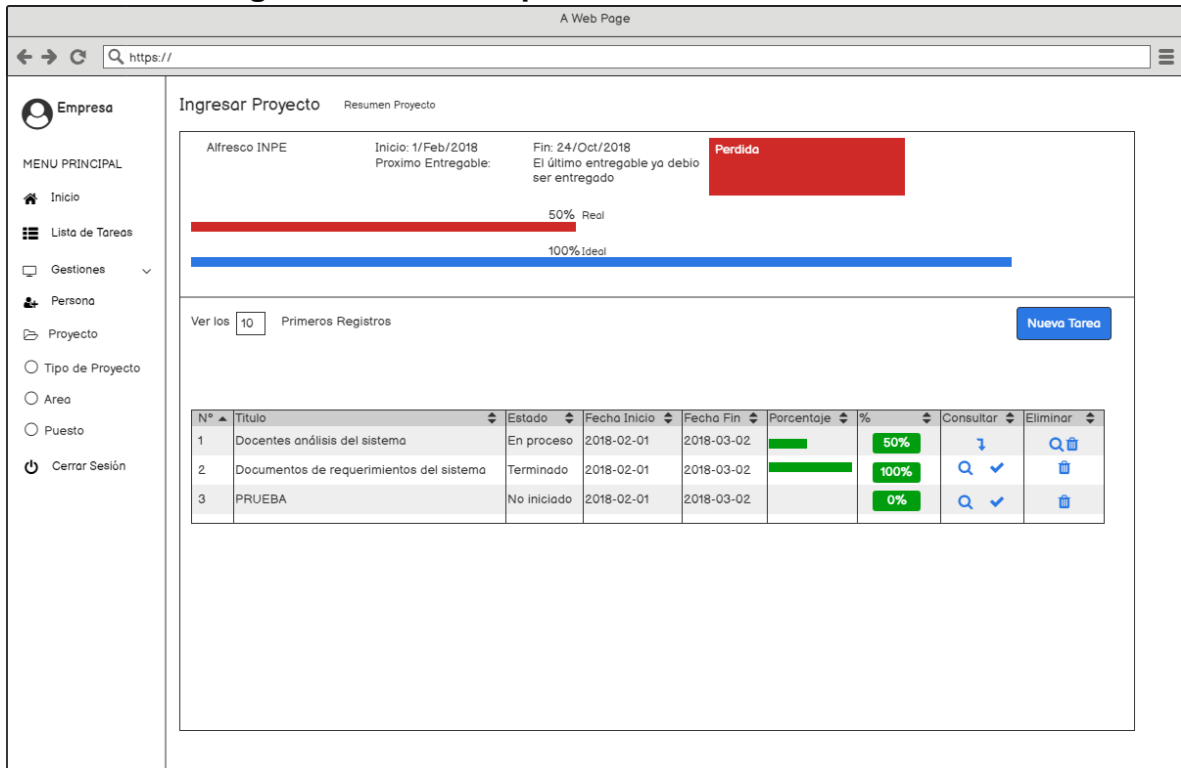 A Web Page
https://
Empresa
MENU PRINCIPAL
Inicio
Lista de Tareas
Gestiones
Persona
Proyecto
Tipo de Proyecto
Area
Puesto
Cerrar Sesión
Ingresar Proyecto Resumen Proyecto
Alfresco INPE Inicio: 1/Feb/2018 Fin: 24/Oct/2018 Perdida
Proximo Entregable: El último entregable ya debio
ser entregado
50% Real
100% Ideal
Ver los 10 Primeros Registros Nueva Tarea
N° Titulo Estado Fecha Inicio Fecha Fin Porcentaje % Consultar Eliminar
1 Docentes análisis del sistema En proceso 2018-02-01 2018-03-02 50%
2 Documentos de requerimientos del sistema Terminado 2018-02-01 2018-03-02 100%
3 PRUEBA No iniciado 2018-02-01 2018-03-02 0%